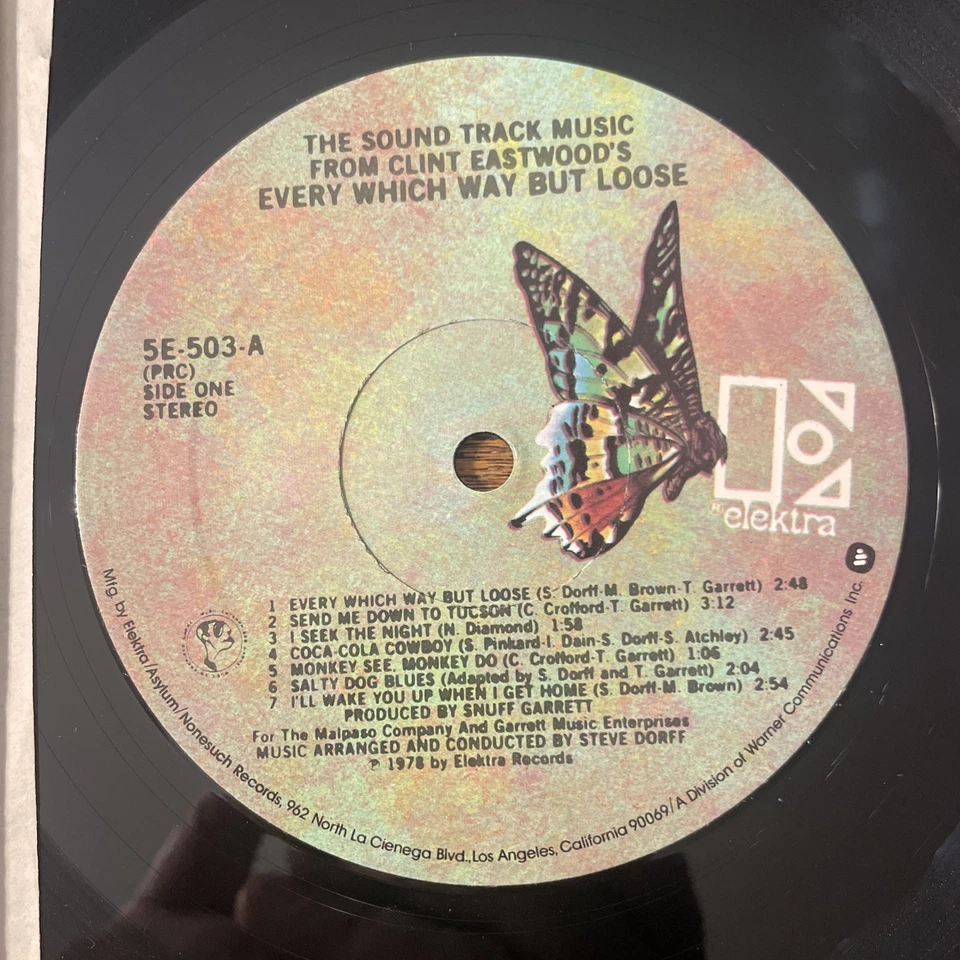 THE SOUND TRACK MUSIC
FROM CLINT EASTWOOD'S
EVERY WHICH WAY BUT LOOSE
5E-503-A
(PRC)
SIDE ONE
STEREO
elektra
1 EVERY WHICH WAY BUT LOOSE (S. Dorff-M. Brown-T. Garrett) 2:48
2 SEND ME DOWN TO TUCSON (C. Crofford-T. Garrett) 3:12
3 I SEEK THE NIGHT (N. Diamond) 1:58
4 COCA-COLA COWBOY (S. Pinkard-I. Dain-S. Dorff-S. Atchley) 2:45
5 MONKEY SEE, MONKEY DO (C. Crofford-T. Garrett) 1:06
6 SALTY DOG BLUES (Adapted by S. Dorff and T. Garrett) 2:04
7 I'LL WAKE YOU UP WHEN I GET HOME (S. Dorff-M. Brown) 2:54
PRODUCED BY SNUFF GARRETT
For The Malpaso Company And Garrett Music Enterprises
MUSIC ARRANGED AND CONDUCTED BY STEVE DORFF
℗ 1978 by Elektra Records
Mfg. by Elektra/Asylum/Nonesuch Records, 962 North La Cienega Blvd., Los Angeles, California 90069/A Division of Warner Communications Inc.